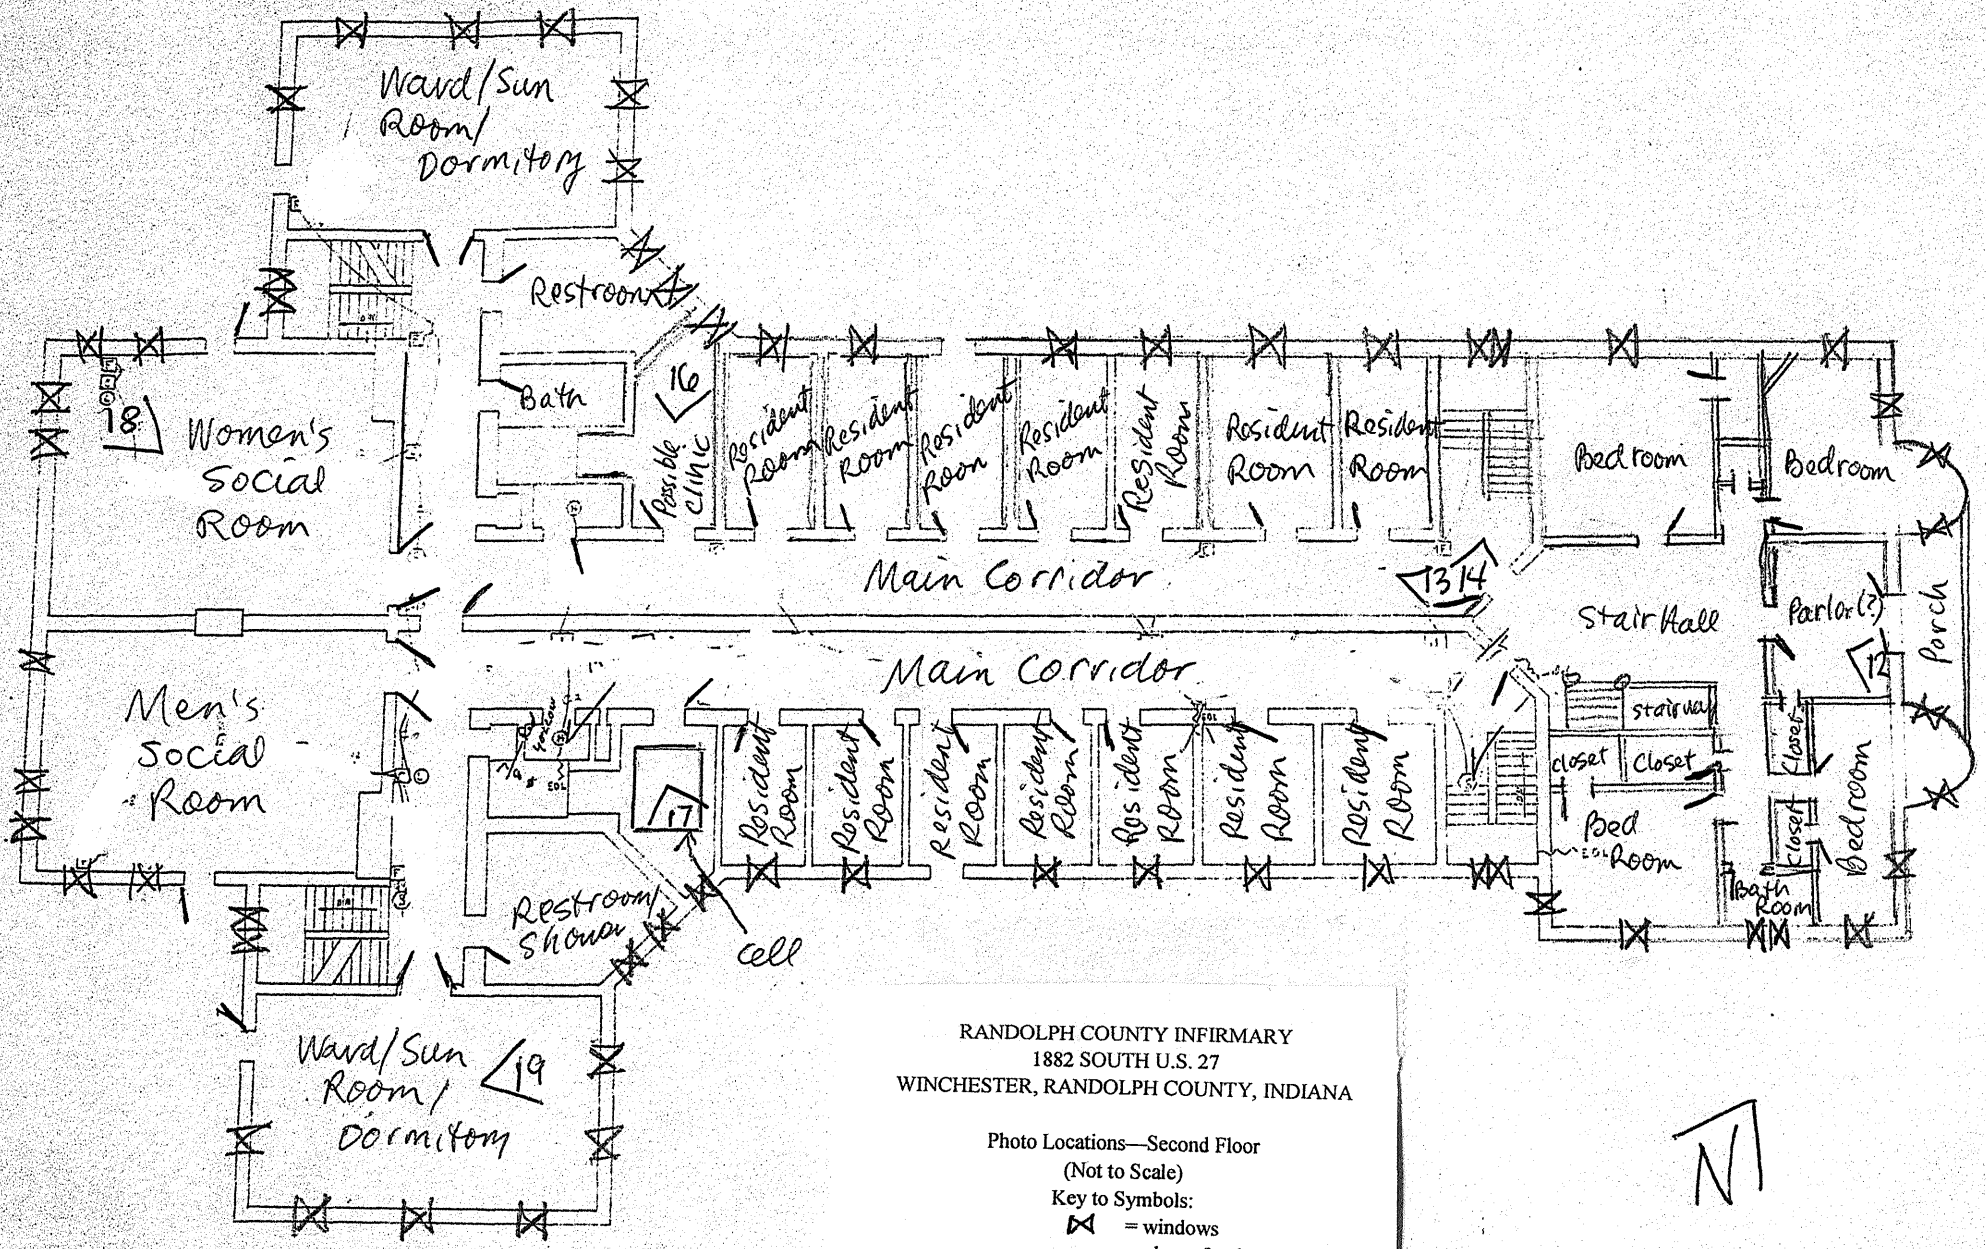 Ward/Sun
Room/
Dormitory
Restroom
Bath
16
18
Women's
Social
Room
Possible
Clinic
Resident
Room
Resident
Room
Resident
Room
Resident
Room
Resident
Room
Resident
Room
Resident
Room
Bedroom
Bedroom
Main Corridor
13
14
Stair Hall
Parlor(?)
12
Porch
Main Corridor
Men's
Social
Room
17
cell
Resident
Room
Resident
Room
Resident
Room
Resident
Room
Resident
Room
Resident
Room
Resident
Room
stairway
closet
Closet
Closet
Closet
Bed
Room
EOL
EOL
EOL
Bath
Room
Bedroom
Restroom/
Shower
Ward/Sun
Room/
Dormitory
19
RANDOLPH COUNTY INFIRMARY
1882 SOUTH U.S. 27
WINCHESTER, RANDOLPH COUNTY, INDIANA
Photo Locations—Second Floor
(Not to Scale)
Key to Symbols:
= windows
N